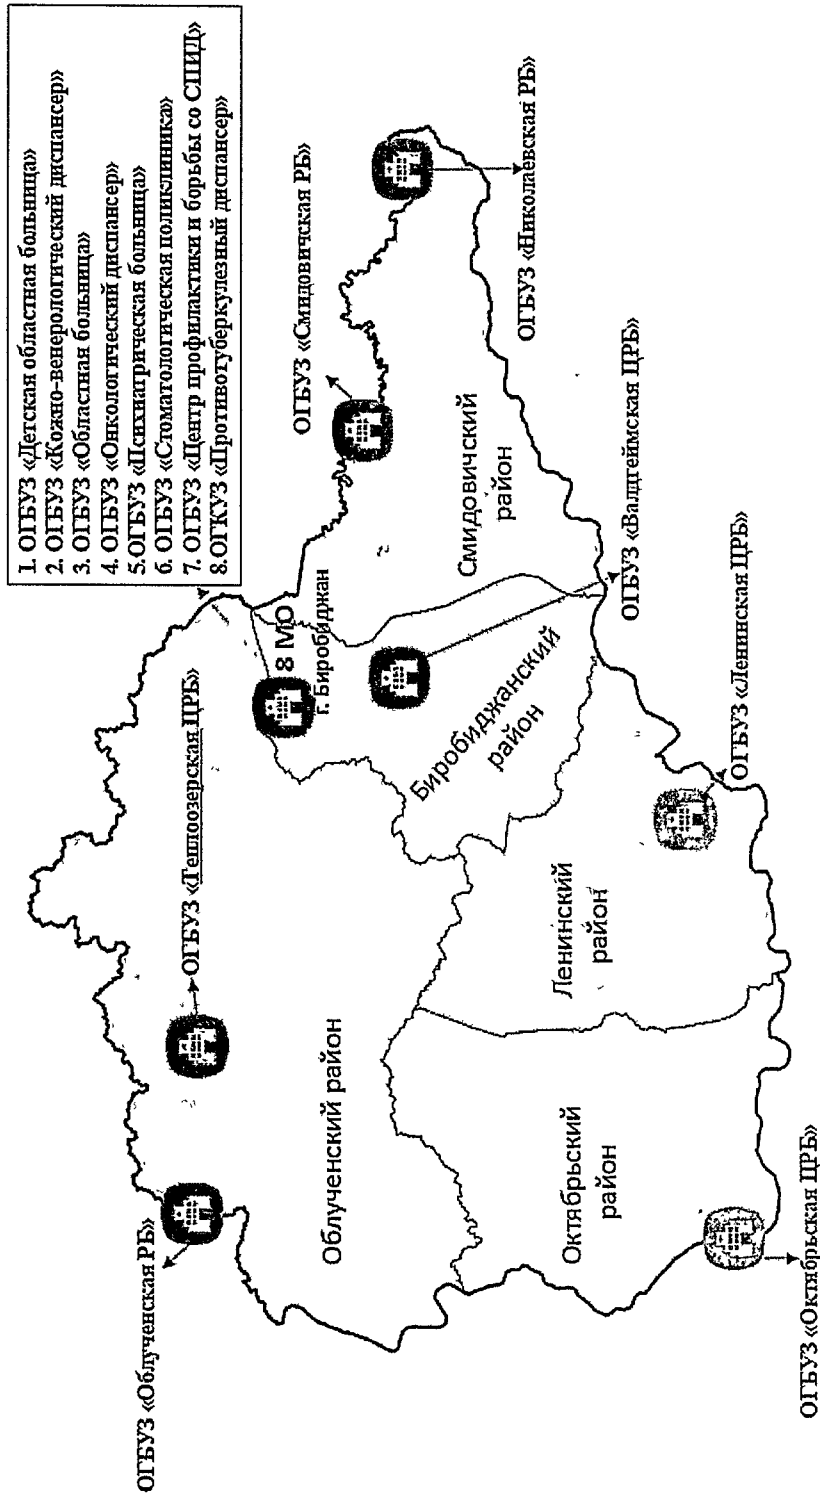 1. ОГБУЗ «Детская областная больница»
2. ОГБУЗ «Кожно-венерологический диспансер»
3. ОГБУЗ «Областная больница»
4. ОГБУЗ «Онкологический диспансер»
5.ОГБУЗ «Психиатрическая больница»
6. ОГБУЗ «Стоматологическая поликлиника»
7. ОГБУЗ «Центр профилактики и борьбы со СПИД»
8.ОГКУЗ «Противотуберкулезный диспансер»
ОГБУЗ «Облученская РБ»
ОГБУЗ «Теплоозерская ЦРБ»
8 МО
г. Биробиджан
ОГБУЗ «Смидовичская РБ»
Облученский район
Биробиджанский
район
Смидовичский
район
ОГБУЗ «Николаевская РБ»
Октябрьский
район
Ленинский
район
ОГБУЗ «Валдгеймская ЦРБ»
ОГБУЗ «Ленинская ЦРБ»
ОГБУЗ «Октябрьская ЦРБ»